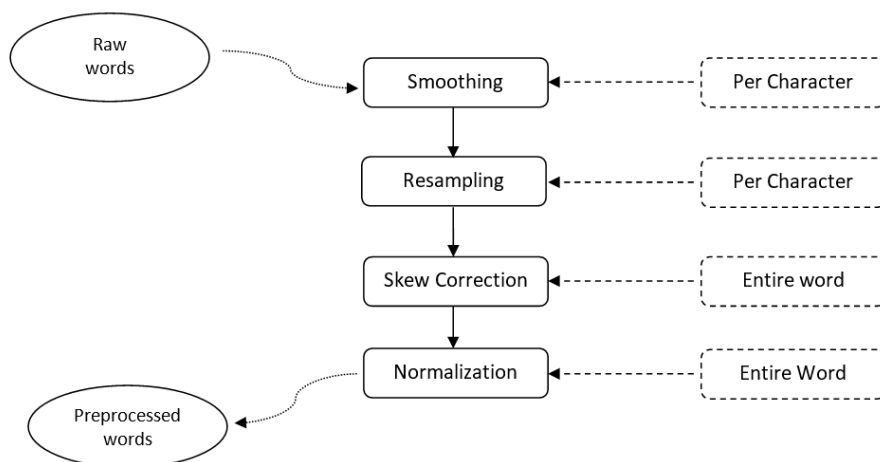 Raw
words
Smoothing
Per Character
Resampling
Per Character
Skew Correction
Entire word
Normalization
Entire Word
Preprocessed
words